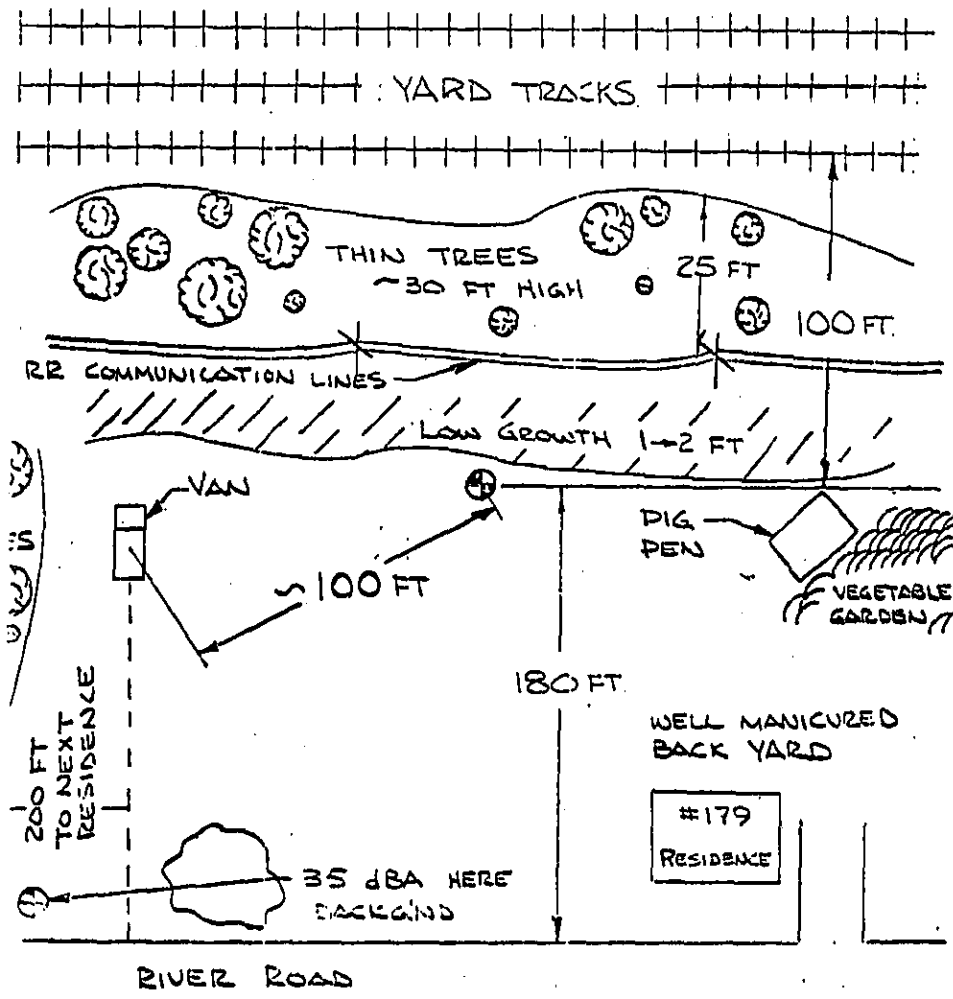 YARD TRACKS
THIN TREES
~30 FT HIGH
25 FT
100 FT.
RR COMMUNICATION LINES
LOW GROWTH 1→2 FT
VAN
PIG
PEN
VEGETABLE
GARDEN
~100 FT
180 FT.
200 FT
TO NEXT
RESIDENCE
WELL MANICURED
BACK YARD
#179
RESIDENCE
35 dBA HERE
RIVER ROAD